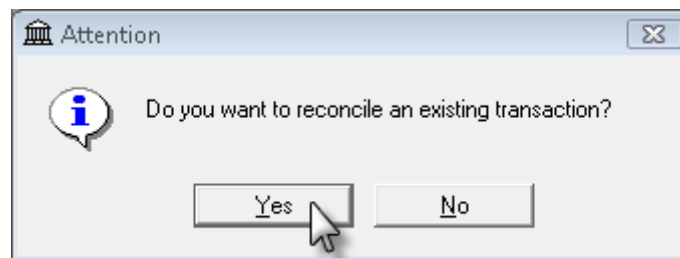 Attention
Do you want to reconcile an existing transaction?
Yes No